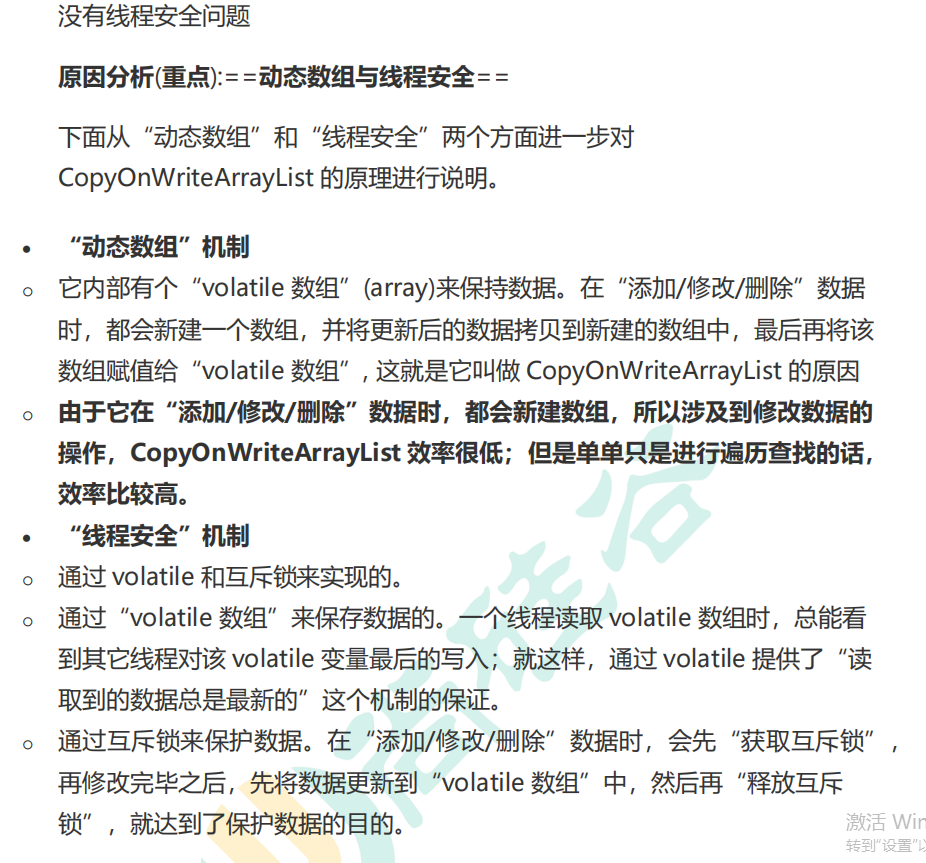 没有线程安全问题
原因分析(重点):==动态数组与线程安全==
下面从“动态数组”和“线程安全”两个方面进一步对
CopyOnWriteArrayList 的原理进行说明。
• “动态数组”机制
○ 它内部有个“volatile 数组”(array)来保持数据。在“添加/修改/删除”数据
时，都会新建一个数组，并将更新后的数据拷贝到新建的数组中，最后再将该
数组赋值给“volatile 数组”, 这就是它叫做 CopyOnWriteArrayList 的原因
○ 由于它在“添加/修改/删除”数据时，都会新建数组，所以涉及到修改数据的
操作，CopyOnWriteArrayList 效率很低；但是单单只是进行遍历查找的话，
效率比较高。
• “线程安全”机制
○ 通过 volatile 和互斥锁来实现的。
○ 通过“volatile 数组”来保存数据的。一个线程读取 volatile 数组时，总能看
到其它线程对该 volatile 变量最后的写入；就这样，通过 volatile 提供了“读
取到的数据总是最新的”这个机制的保证。
○ 通过互斥锁来保护数据。在“添加/修改/删除”数据时，会先“获取互斥锁”，
再修改完毕之后，先将数据更新到“volatile 数组”中，然后再“释放互斥
锁”，就达到了保护数据的目的。
硅谷
激活 Win
转到“设置”以